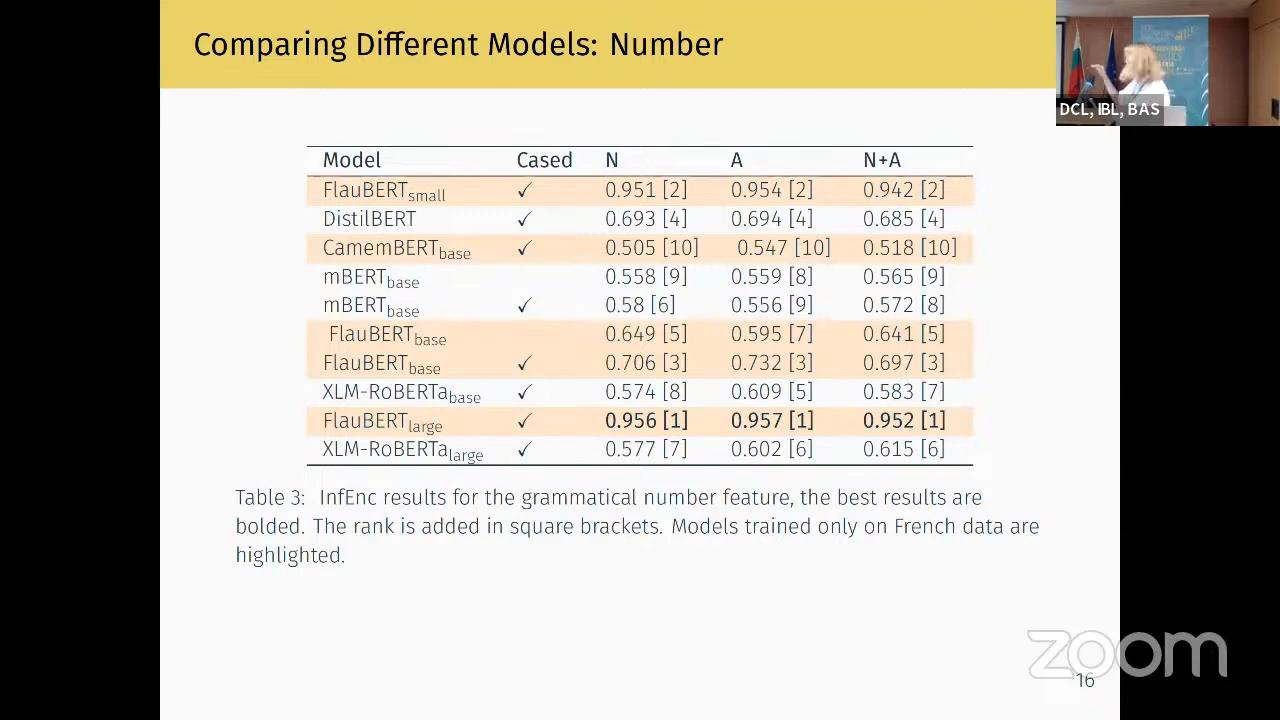 Comparing Different Models: Number
DCL, IBL, BAS
Model Cased N A N+A
FlauBERTsmall ✓ 0.951 [2] 0.954 [2] 0.942 [2]
DistilBERT ✓ 0.693 [4] 0.694 [4] 0.685 [4]
CamemBERTbase ✓ 0.505 [10] 0.547 [10] 0.518 [10]
mBERTbase 0.558 [9] 0.559 [8] 0.565 [9]
mBERTbase ✓ 0.58 [6] 0.556 [9] 0.572 [8]
FlauBERTbase 0.649 [5] 0.595 [7] 0.641 [5]
FlauBERTbase ✓ 0.706 [3] 0.732 [3] 0.697 [3]
XLM-RoBERTabase ✓ 0.574 [8] 0.609 [5] 0.583 [7]
FlauBERTlarge ✓ 0.956 [1] 0.957 [1] 0.952 [1]
XLM-RoBERTalarge ✓ 0.577 [7] 0.602 [6] 0.615 [6]
Table 3: InfEnc results for the grammatical number feature, the best results are
bolded. The rank is added in square brackets. Models trained only on French data are
highlighted.
zoom
16